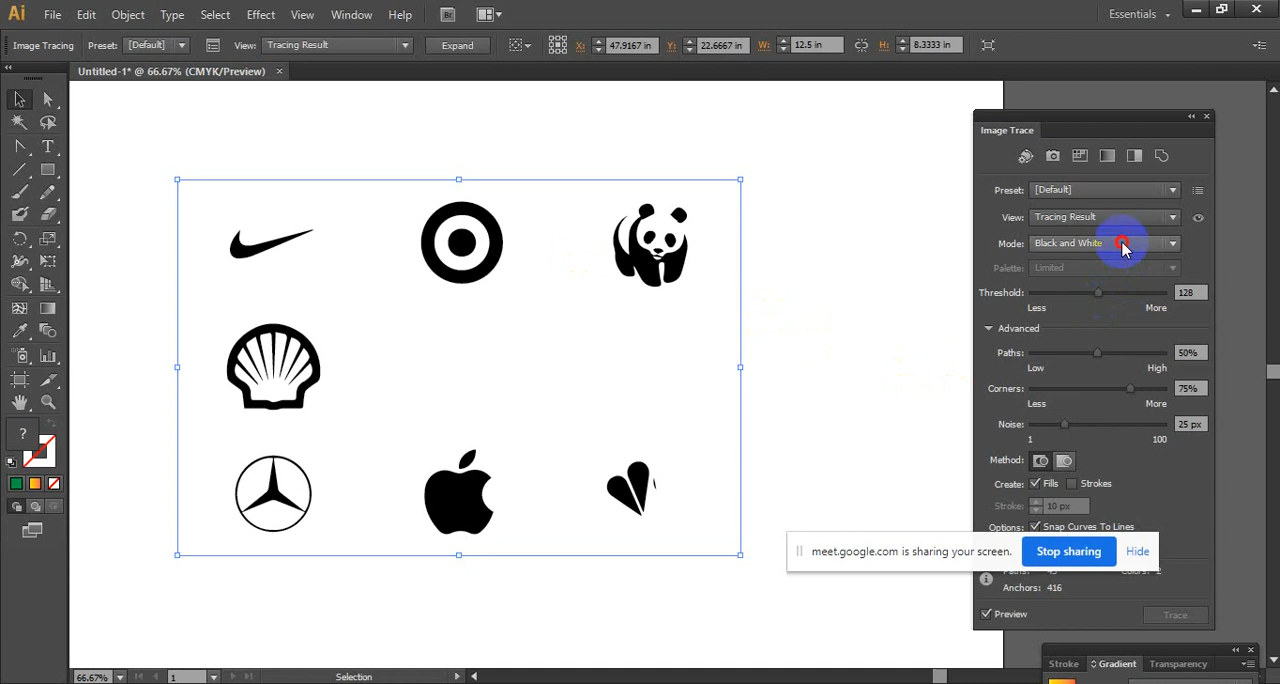 Ai File Edit Object Type Select Effect View Window Help Br Essentials
Image Tracing Preset: [Default] View: Tracing Result Expand X: 47.9167 in Y: 22.6667 in W: 12.5 in H: 8.3333 in
Untitled-1* @ 66.67% (CMYK/Preview)
Image Trace
Preset: [Default]
View: Tracing Result
Mode: Black and White
Palette: Limited
Threshold: 128
Less More
Advanced
Paths: 50%
Low High
Corners: 75%
Less More
Noise: 25 px
1 100
Method:
Create: Fills Strokes
Stroke: 10 px
Options: Snap Curves To Lines
meet.google.com is sharing your screen. Stop sharing Hide
Anchors: 416
Preview Trace
?
Stroke Gradient Transparency
66.67% 1 Selection